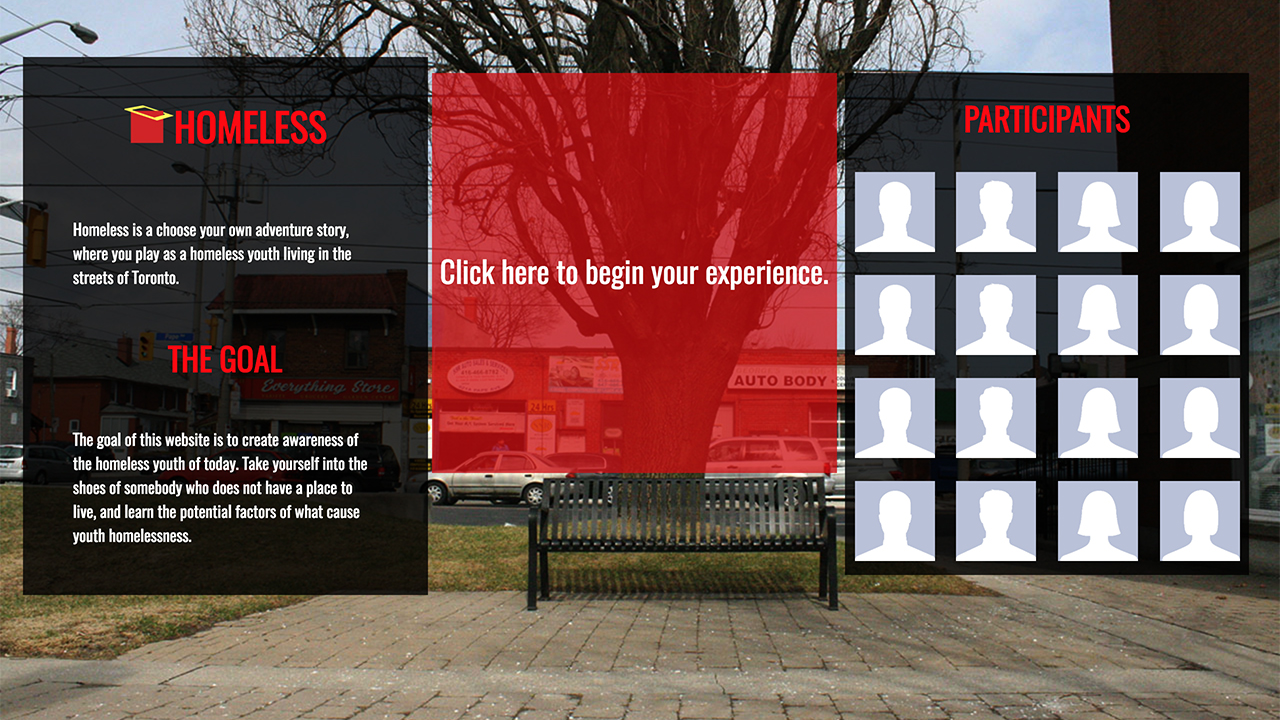 HOMELESS
Homeless is a choose your own adventure story,
where you play as a homeless youth living in the
streets of Toronto.
THE GOAL
Everything Store
The goal of this website is to create awareness of
the homeless youth of today. Take yourself into the
shoes of somebody who does not have a place to
live, and learn the potential factors of what cause
youth homelessness.
Click here to begin your experience.
24 Hrs
AUTO BODY
PARTICIPANTS